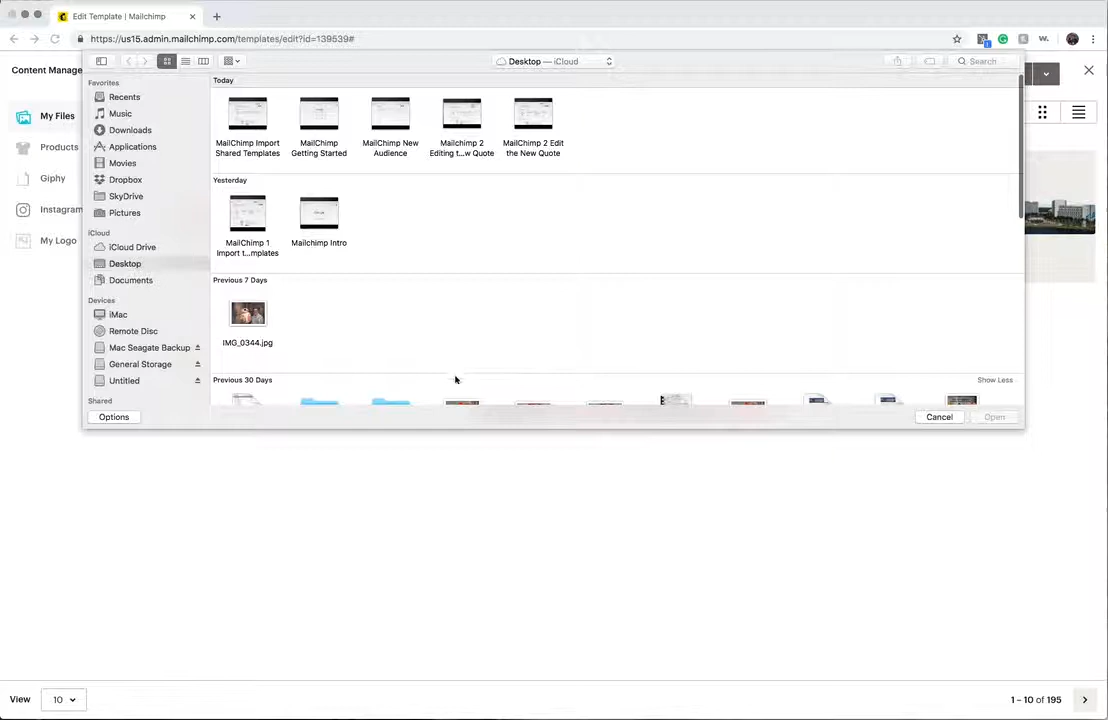 Edit Template | Mailchimp
https://us15.admin.mailchimp.com/templates/edit?id=139539#
Content Manage
My Files
Products
Giphy
Instagram
My Logo
Desktop — iCloud
Search
Favorites
Recents
Music
Downloads
Applications
Movies
Dropbox
SkyDrive
Pictures
iCloud
iCloud Drive
Desktop
Documents
Devices
iMac
Remote Disc
Mac Seagate Backup
General Storage
Untitled
Shared
Today
MailChimp Import Shared Templates
MailChimp Getting Started
MailChimp New Audience
Mailchimp 2 Editing t...w Quote
MailChimp 2 Edit the New Quote
Yesterday
MailChimp 1 Import t...mplates
Mailchimp Intro
Previous 7 Days
IMG_0344.jpg
Previous 30 Days
Show Less
Options
Cancel
Open
View
10
1 – 10 of 195